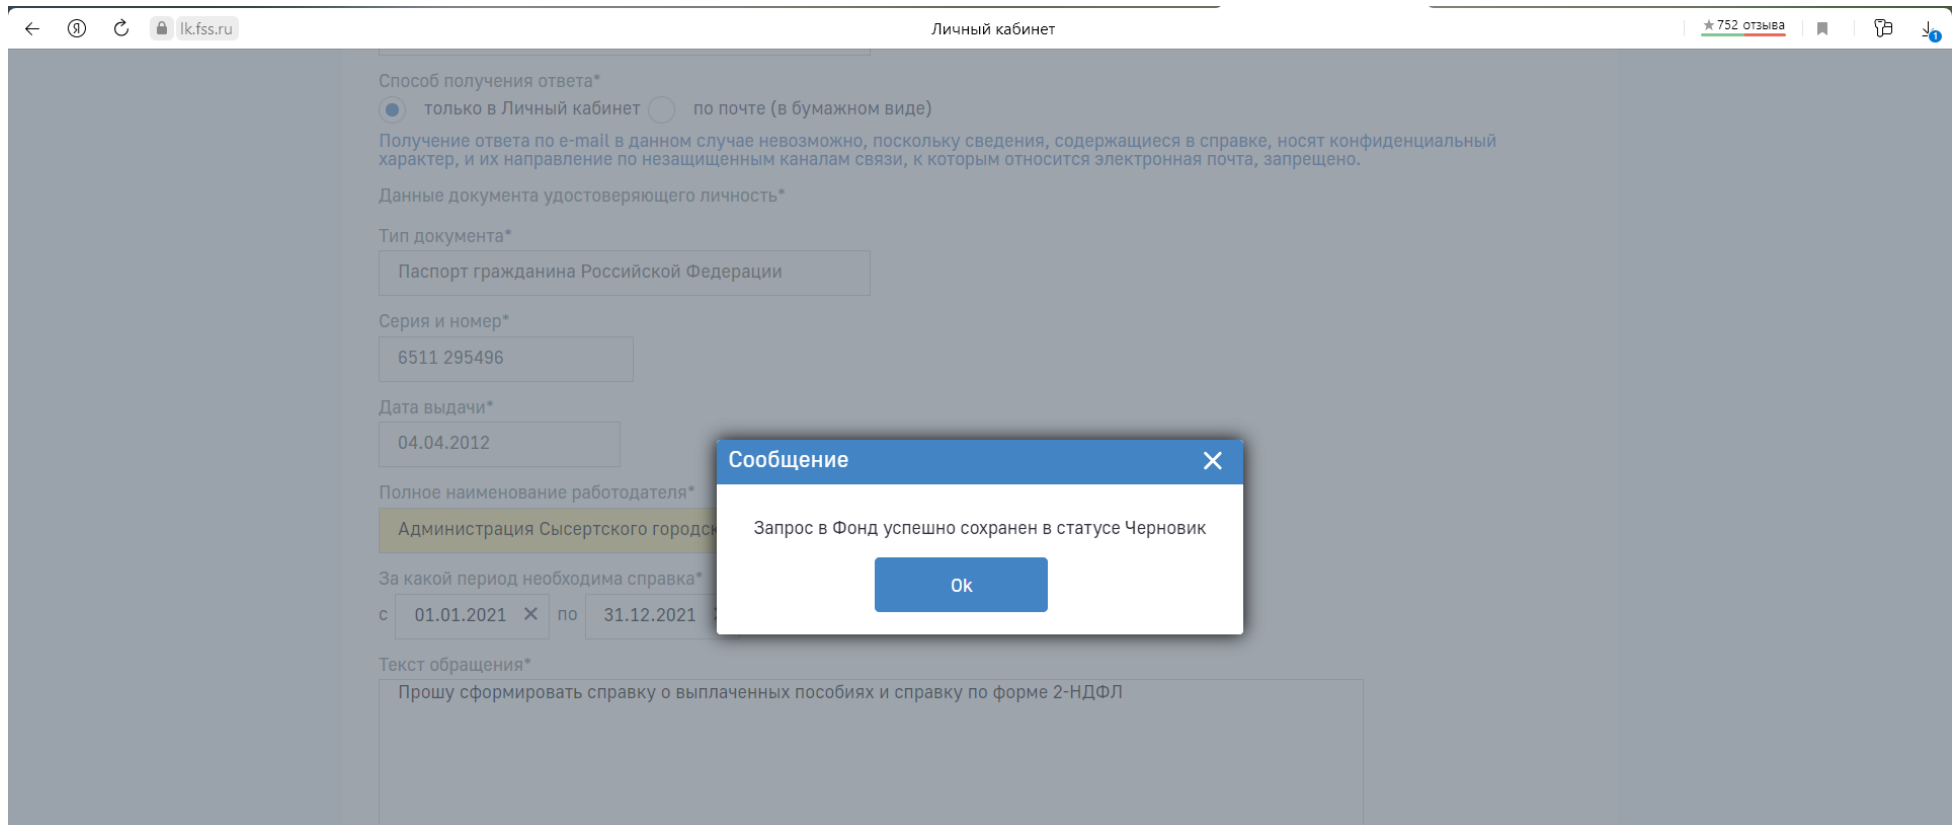 lk.fss.ru
Личный кабинет
752 отзыва
1
Способ получения ответа*
только в Личный кабинет
по почте (в бумажном виде)
Получение ответа по e-mail в данном случае невозможно, поскольку сведения, содержащиеся в справке, носят конфиденциальный
характер, и их направление по незащищенным каналам связи, к которым относится электронная почта, запрещено.
Данные документа удостоверяющего личность*
Тип документа*
Паспорт гражданина Российской Федерации
Серия и номер*
6511 295496
Дата выдачи*
04.04.2012
Полное наименование работодателя*
Администрация Сысертского городск
За какой период необходима справка*
с 01.01.2021 по 31.12.2021
Текст обращения*
Прошу сформировать справку о выплаченных пособиях и справку по форме 2-НДФЛ
Сообщение
Запрос в Фонд успешно сохранен в статусе Черновик
Ok